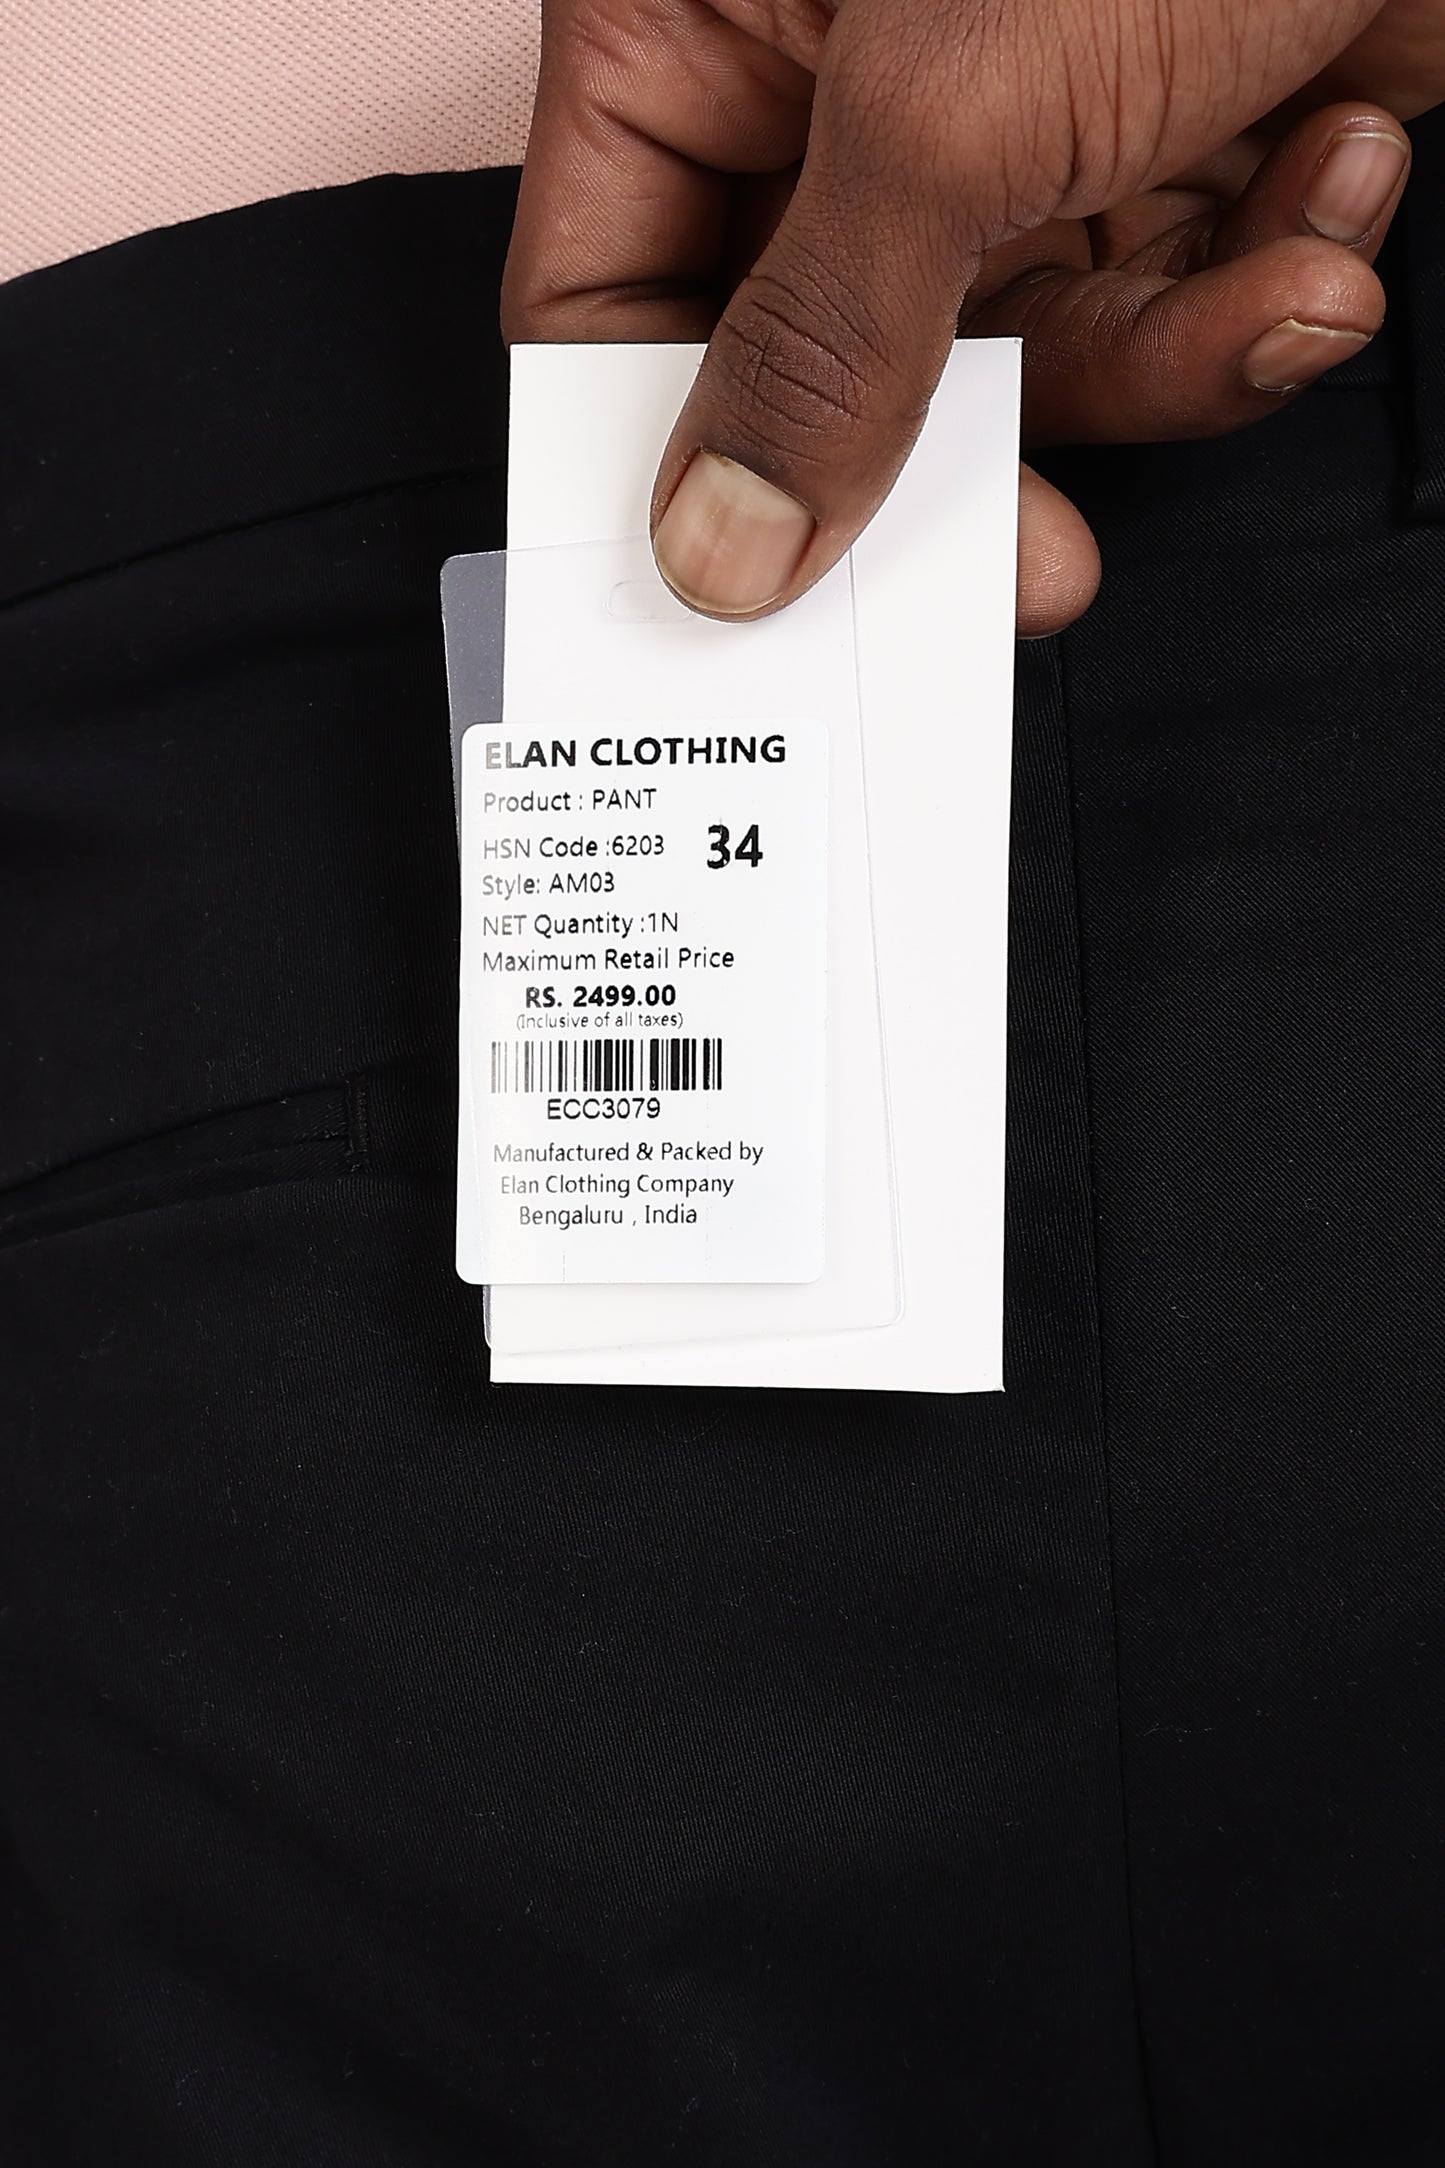 ELAN CLOTHING
Product : PANT
HSN Code :6203 34
Style: AM03
NET Quantity :1N
Maximum Retail Price
RS. 2499.00
(Inclusive of all taxes)
ECC3079
Manufactured & Packed by
Elan Clothing Company
Bengaluru , India